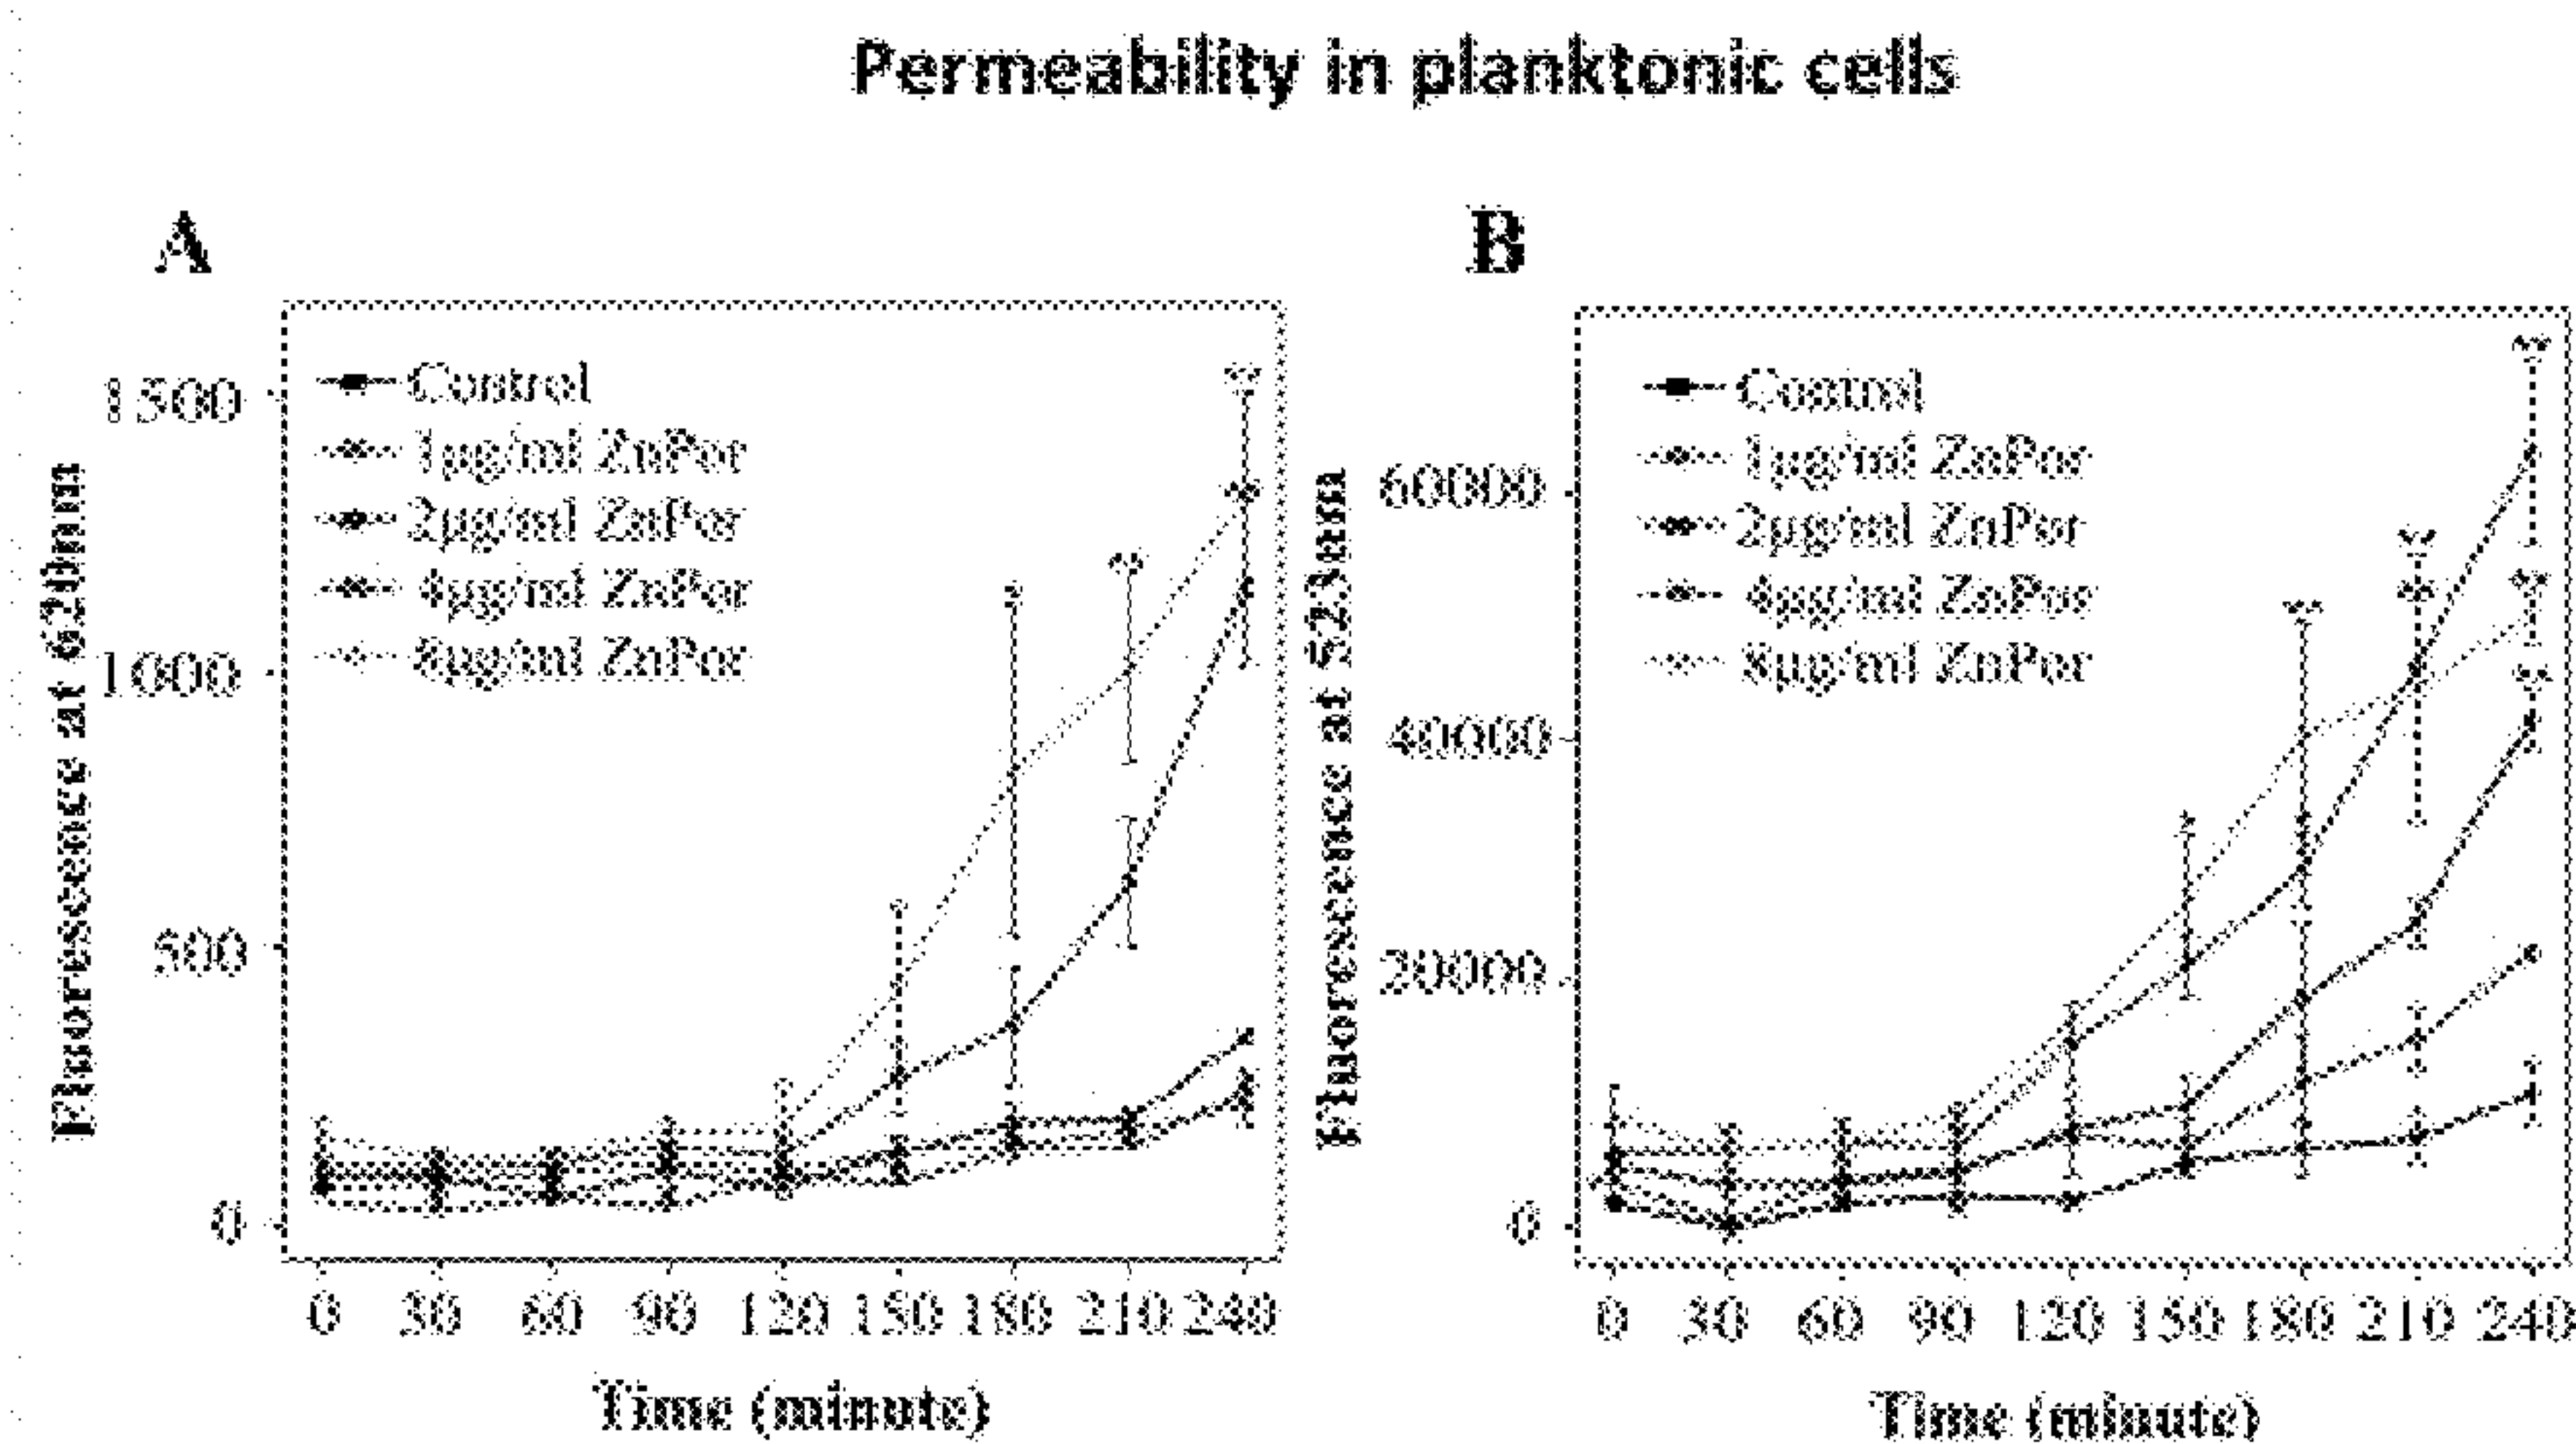 Permeability in planktonic cells
A
Fluorossence at 620nm
1500
1000
500
0
Control
1µg/ml ZnPor
2µg/ml ZnPor
4µg/ml ZnPor
8µg/ml ZnPor
0 30 60 90 120 150 180 210 240
Time (minute)
B
Fluorescence at 523nm
60000
40000
20000
0
Control
1µg/ml ZnPor
2µg/ml ZnPor
4µg/ml ZnPor
8µg/ml ZnPor
0 30 60 90 120 150 180 210 240
Time (minute)